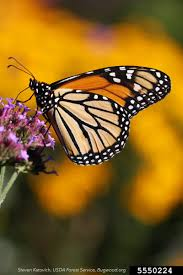 Steven Katovich, USDA Forest Service, Bugwood.org
5550224